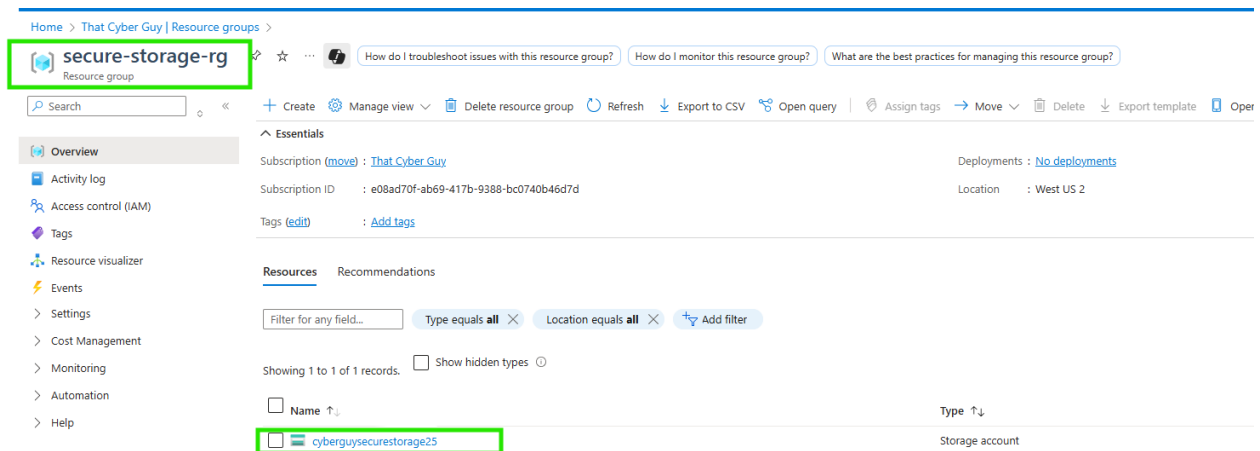 Home > That Cyber Guy | Resource groups >
secure-storage-rg
Resource group
How do I troubleshoot issues with this resource group? How do I monitor this resource group? What are the best practices for managing this resource group?
Search
Create Manage view Delete resource group Refresh Export to CSV Open query Assign tags Move Delete Export template Oper
Essentials
Overview
Activity log
Access control (IAM)
Tags
Resource visualizer
Events
Settings
Cost Management
Monitoring
Automation
Help
Subscription (move) : That Cyber Guy
Subscription ID : e08ad70f-ab69-417b-9388-bc0740b46d7d
Tags (edit) : Add tags
Deployments : No deployments
Location : West US 2
Resources Recommendations
Filter for any field... Type equals all Location equals all Add filter
Showing 1 to 1 of 1 records. Show hidden types
Name Type
cyberguysecurestorage25 Storage account